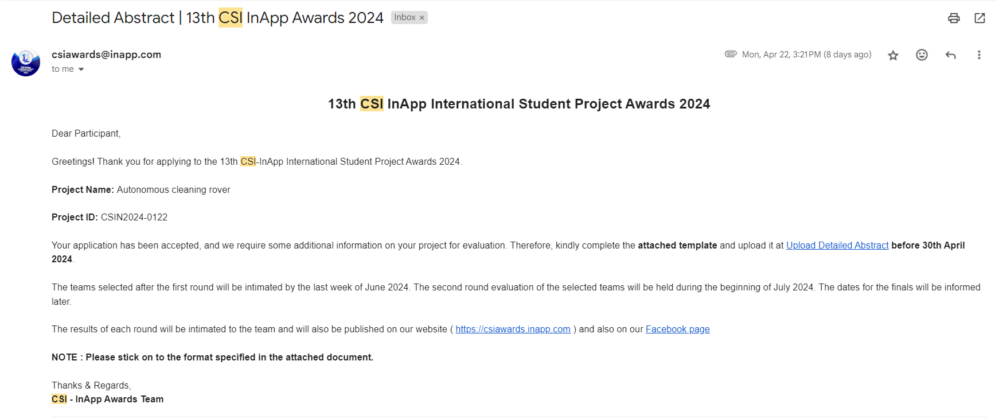 Detailed Abstract | 13th CSI InApp Awards 2024 Inbox ×
csiawards@inapp.com Mon, Apr 22, 3:21 PM (8 days ago)
to me
13th CSI InApp International Student Project Awards 2024
Dear Participant,
Greetings! Thank you for applying to the 13th CSI-InApp International Student Project Awards 2024.
Project Name: Autonomous cleaning rover
Project ID: CSIN2024-0122
Your application has been accepted, and we require some additional information on your project for evaluation. Therefore, kindly complete the attached template and upload it at Upload Detailed Abstract before 30th April
2024.
The teams selected after the first round will be intimated by the last week of June 2024. The second round evaluation of the selected teams will be held during the beginning of July 2024. The dates for the finals will be informed
later.
The results of each round will be intimated to the team and will also be published on our website ( https://csiawards.inapp.com ) and also on our Facebook page
NOTE : Please stick on to the format specified in the attached document.
Thanks & Regards,
CSI - InApp Awards Team